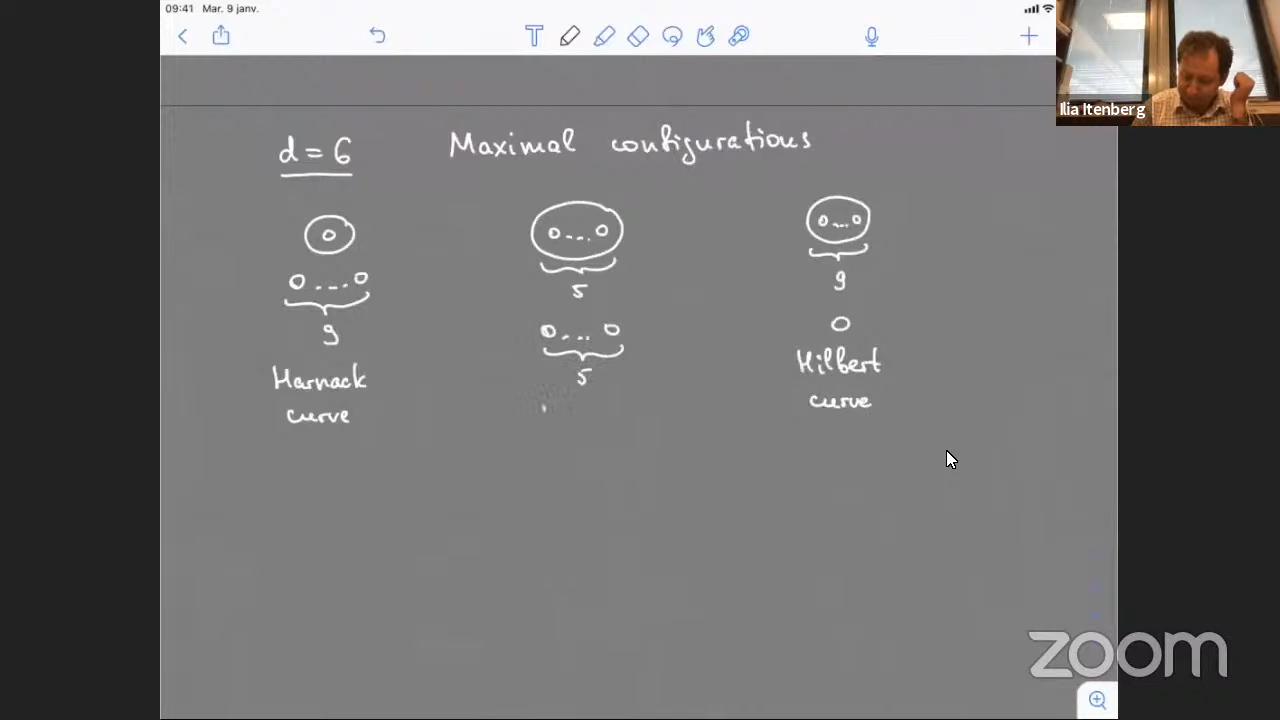 09:41 Mar. 9 janv.
Ilia Itenberg
d = 6 Maximal configurations
o o...o o...o
o...o 5 9
9 o...o o
Harnack 5 Hilbert
curve curve
zoom